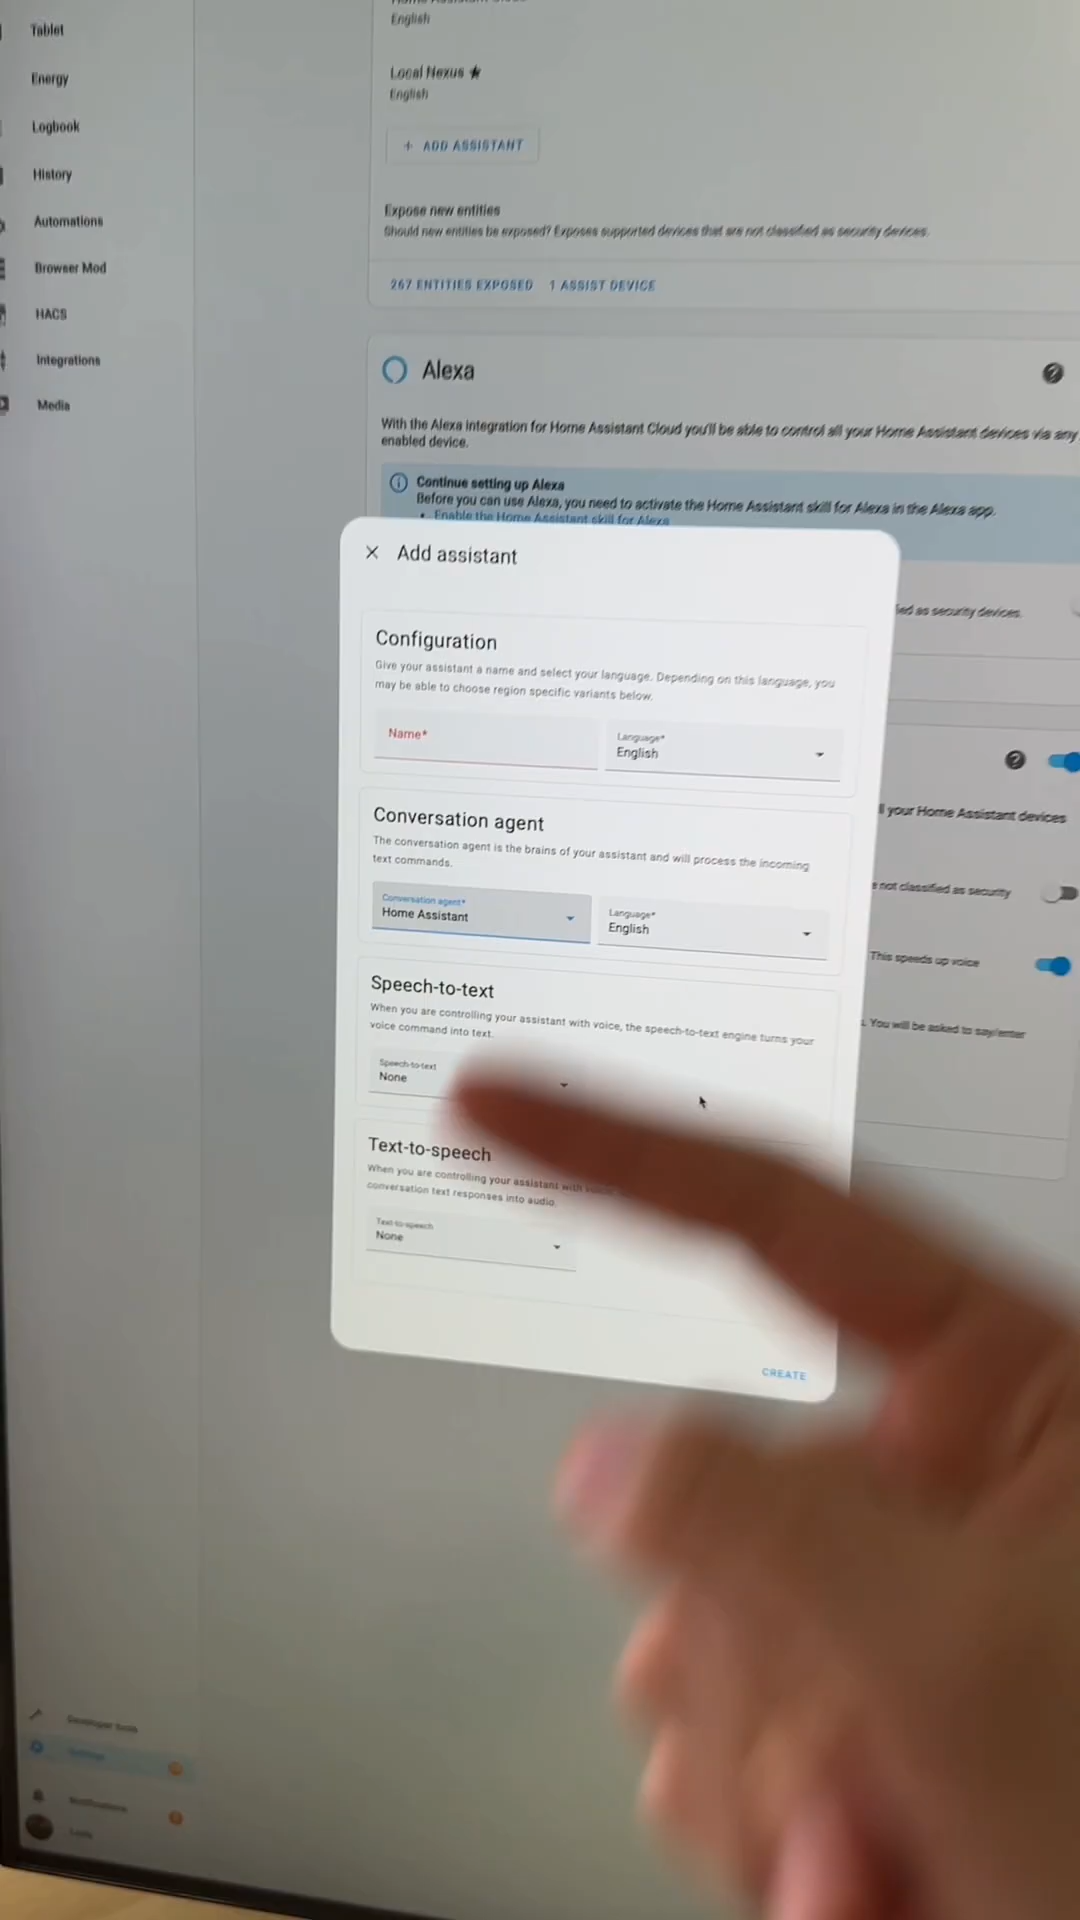 Tablet
Energy
Logbook
History
Automations
Browser Mod
HACS
Integrations
Media
Developer tools
Settings
Notifications
English
Local Nexus ★
English
+ ADD ASSISTANT
Expose new entities
Should new entities be exposed? Exposes supported devices that are not classified as security devices.
267 ENTITIES EXPOSED 1 ASSIST DEVICE
Alexa
With the Alexa integration for Home Assistant Cloud you'll be able to control all your Home Assistant devices via any
enabled device.
Continue setting up Alexa
Before you can use Alexa, you need to activate the Home Assistant skill for Alexa in the Alexa app.
• Enable the Home Assistant skill for Alexa
Add assistant
Configuration
Give your assistant a name and select your language. Depending on this language, you
may be able to choose region specific variants below.
Name*
Language*
English
Conversation agent
The conversation agent is the brains of your assistant and will process the incoming
text commands.
Conversation agent*
Home Assistant
Language*
English
Speech-to-text
When you are controlling your assistant with voice, the speech-to-text engine turns your
voice command into text.
Speech-to-text
None
Text-to-speech
When you are controlling your assistant with
conversation text responses into audio.
Text-to-speech
None
CREATE
as security devices.
your Home Assistant devices
not classified as security
This speeds up voice
You will be asked to say/enter